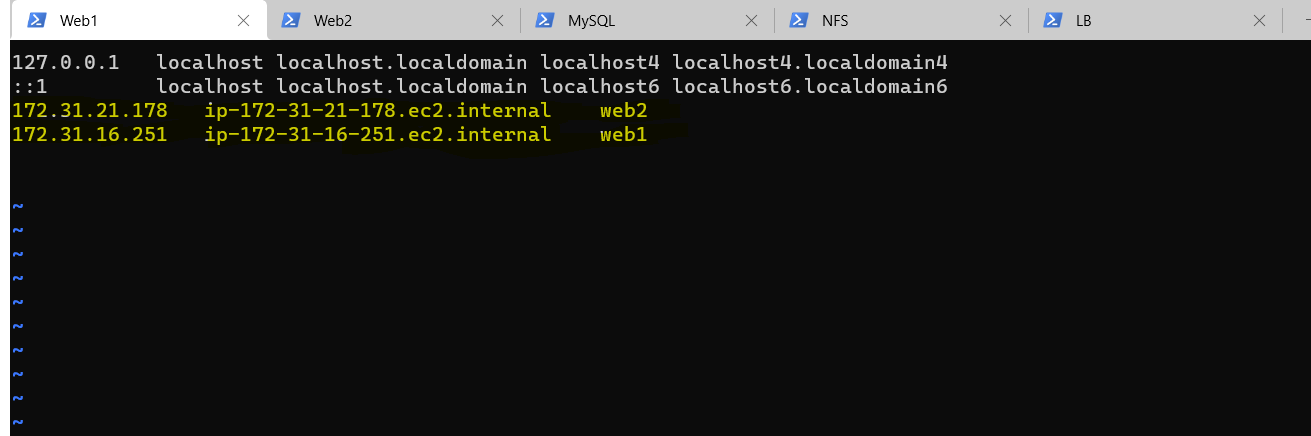 Web1 Web2 MySQL NFS LB
127.0.0.1 localhost localhost.localdomain localhost4 localhost4.localdomain4
::1 localhost localhost.localdomain localhost6 localhost6.localdomain6
172.31.21.178 ip-172-31-21-178.ec2.internal web2
172.31.16.251 ip-172-31-16-251.ec2.internal web1
~
~
~
~
~
~
~
~
~
~